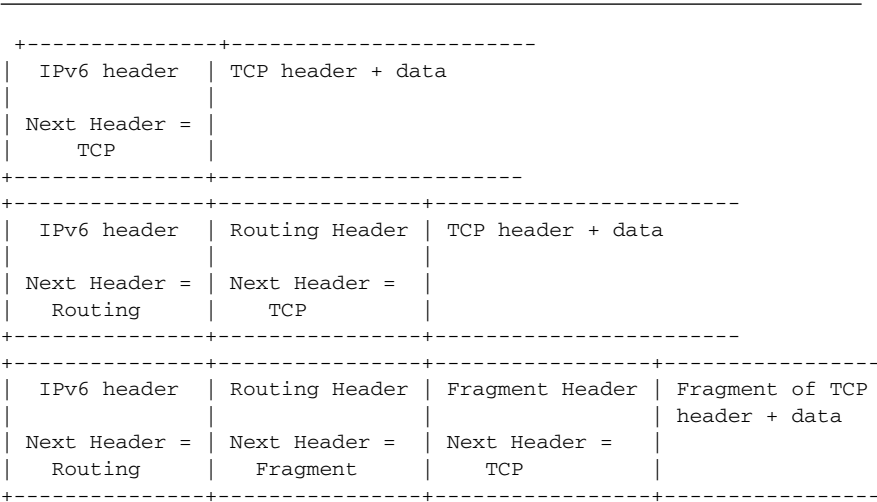 +---------------+------------------------
|  IPv6 header  | TCP header + data
|               |
| Next Header = |
|      TCP      |
+---------------+------------------------
+---------------+----------------+------------------------
|  IPv6 header  | Routing Header | TCP header + data
|               |                |
| Next Header = | Next Header =  |
|    Routing    |      TCP       |
+---------------+----------------+------------------------
+---------------+----------------+-----------------+-----------------
|  IPv6 header  | Routing Header | Fragment Header | Fragment of TCP
|               |                |                 | header + data
| Next Header = | Next Header =  | Next Header =   |
|    Routing    |    Fragment    |       TCP       |
+---------------+----------------+-----------------+-----------------